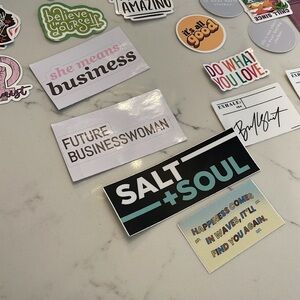 believe in
yourself
AMAZING
it's all
good
she means
business
DO WHAT
YOU
LOVE
FUTURE
BUSINESSWOMAN
EXHALE
SALT
+SOUL
HAPPINESS COMES
IN WAVES, IT'LL
FIND YOU AGAIN.